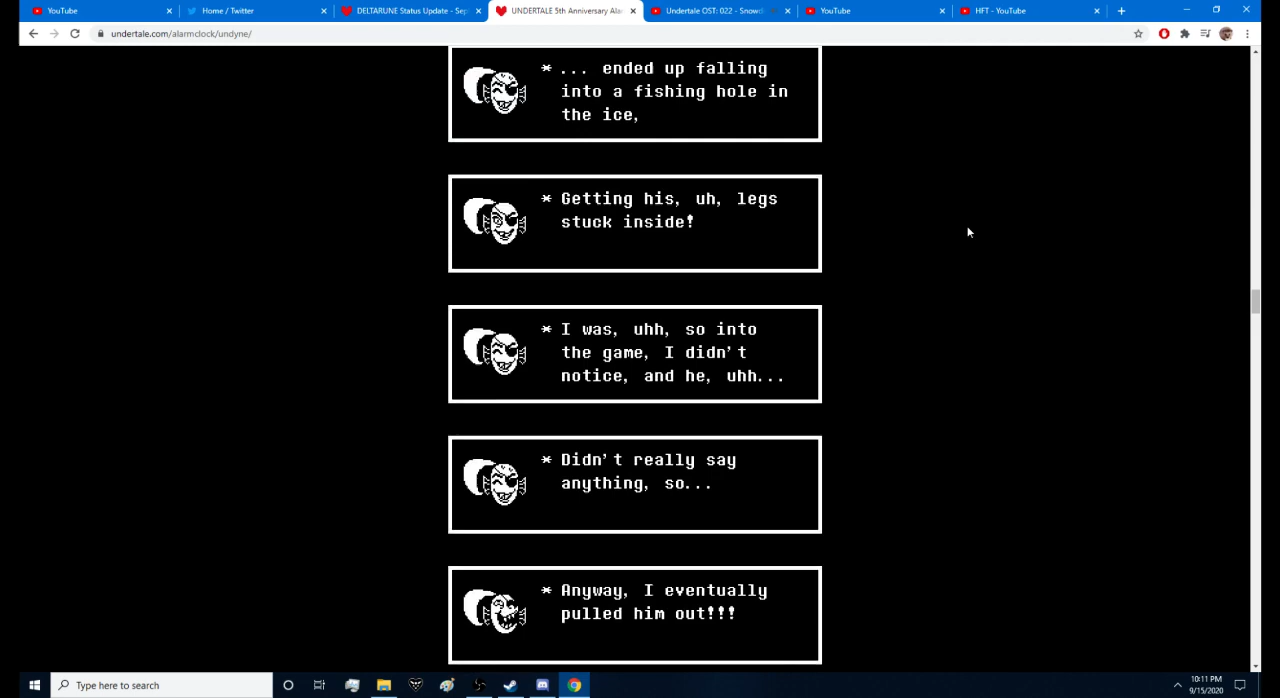 YouTube
Home / Twitter
DELTARUNE Status Update - Sep
UNDERTALE 5th Anniversary Alar
Undertale OST: 022 - Snowd
YouTube
HFT - YouTube
undertale.com/alarmclock/undyne/
* ... ended up falling
into a fishing hole in
the ice,
* Getting his, uh, legs
stuck inside!
* I was, uhh, so into
the game, I didn't
notice, and he, uhh...
* Didn't really say
anything, so...
* Anyway, I eventually
pulled him out!!!
Type here to search
10:11 PM
9/15/2020